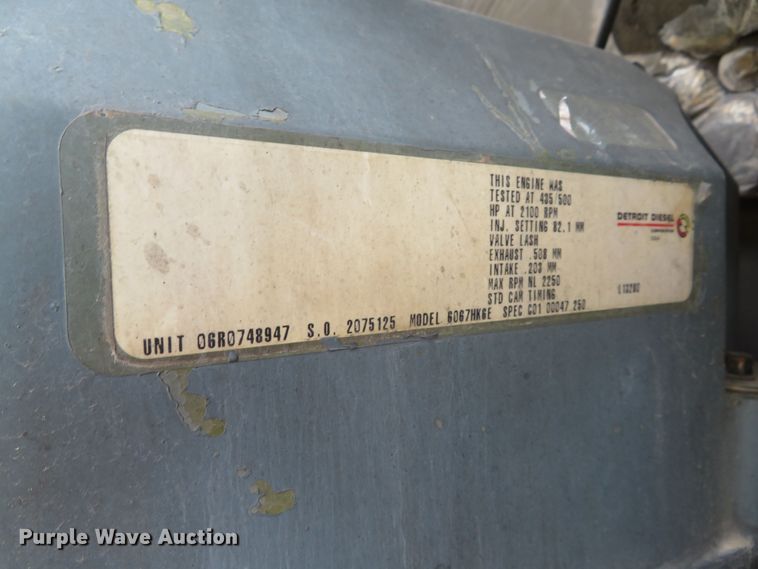 THIS ENGINE WAS
TESTED AT 435/500
HP AT 2100 RPM
INJ. SETTING 82.1 MM
VALVE LASH
EXHAUST .508 MM
INTAKE .203 MM
MAX RPM NL 2250
STD CAM TIMING
DETROIT DIESEL
CORPORATION
UNIT 06R0748947 S.O. 2075125 MODEL 6067HK6E SPEC C01 00047 250
Purple Wave Auction®